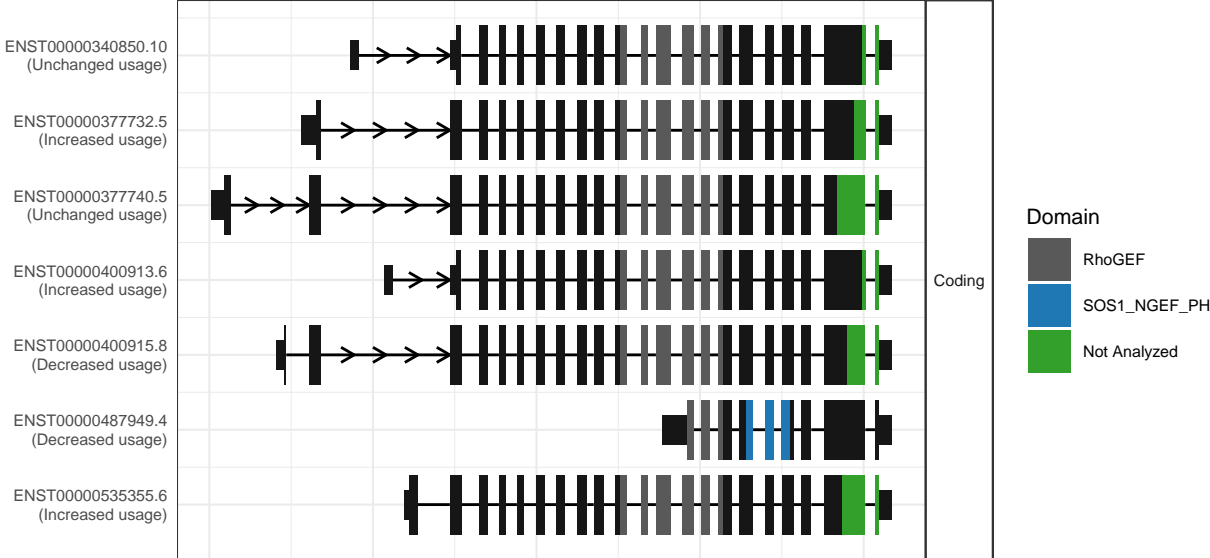 ENST00000340850.10
(Unchanged usage)
ENST00000377732.5
(Increased usage)
ENST00000377740.5
(Unchanged usage)
ENST00000400913.6
(Increased usage)
ENST00000400915.8
(Decreased usage)
ENST00000487949.4
(Decreased usage)
ENST00000535355.6
(Increased usage)
Coding
Domain
RhoGEF
SOS1_NGEF_PH
Not Analyzed